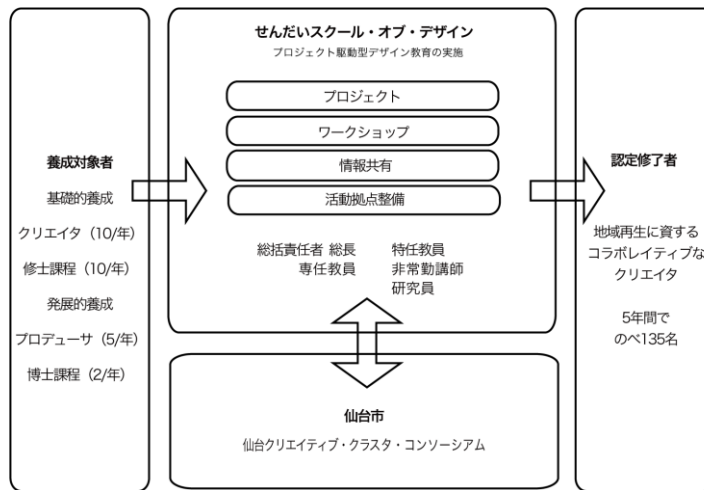 養成対象者
基礎的養成
クリエイタ（10/年）
修士課程（10/年）
発展的養成
プロデューサ（5/年）
博士課程（2/年）
せんだいスクール・オブ・デザイン
プロジェクト駆動型デザイン教育の実施
プロジェクト
ワークショップ
情報共有
活動拠点整備
総括責任者 総長
専任教員
特任教員
非常勤講師
研究員
仙台市
仙台クリエイティブ・クラスタ・コンソーシアム
認定修了者
地域再生に資する
コラボレイティブな
クリエイタ
5年間で
のべ135名